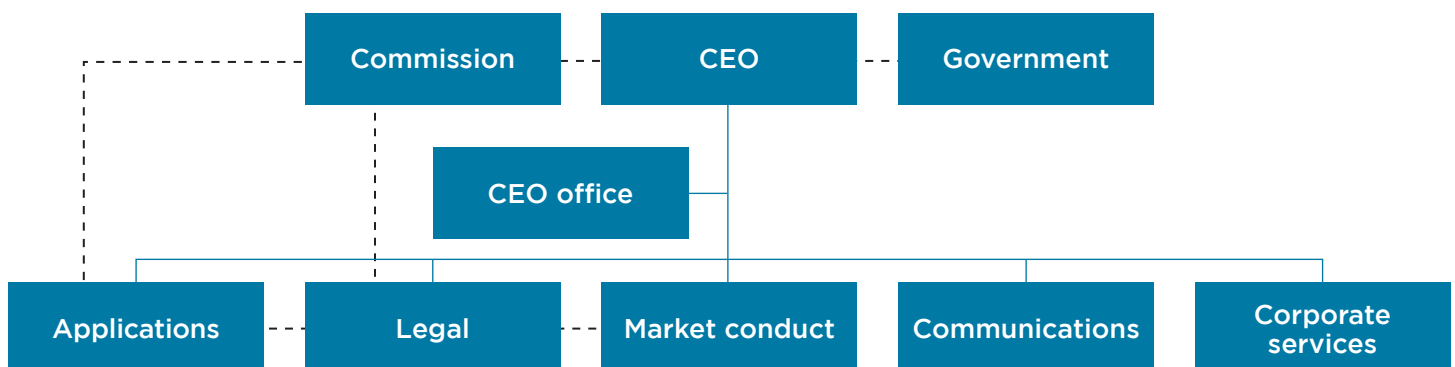 Commission
CEO
Government
CEO office
Applications
Legal
Market conduct
Communications
Corporate
services